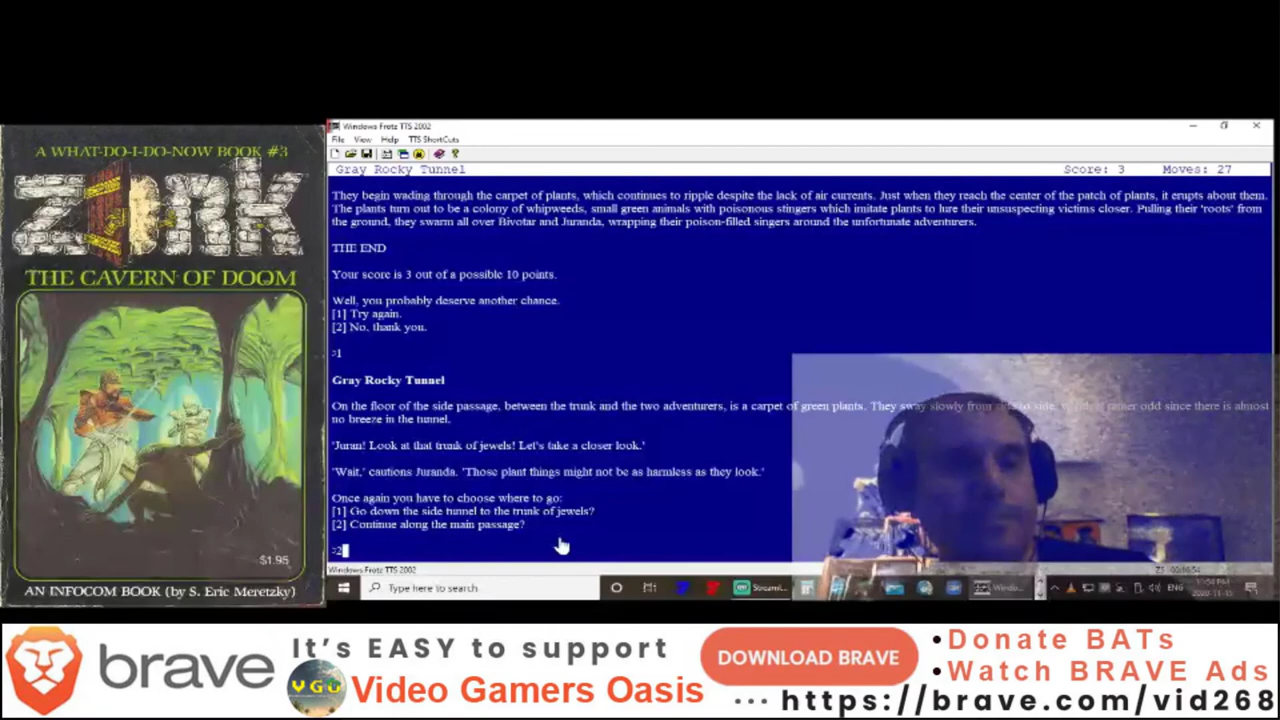 A WHAT-DO-I-DO-NOW BOOK #3
ZORK
THE CAVERN OF DOOM
$1.95
AN INFOCOM BOOK (by S. Eric Meretzky)
Windows Frotz TTS 2002
File View Help TTS ShortCuts
Gray Rocky Tunnel Score: 3 Moves: 27
They begin wading through the carpet of plants, which continues to ripple despite the lack of air currents. Just when they reach the center of the patch of plants, it erupts about them.
The plants turn out to be a colony of whipweeds, small green animals with poisonous stingers which imitate plants to lure their unsuspecting victims closer. Pulling their 'roots' from
the ground, they swarm all over Bivotar and Juranda, wrapping their poison-filled singers around the unfortunate adventurers.
THE END
Your score is 3 out of a possible 10 points.
Well, you probably deserve another chance.
[1] Try again.
[2] No, thank you.
>1
Gray Rocky Tunnel
On the floor of the side passage, between the trunk and the two adventurers, is a carpet of green plants. They sway slowly from side to side, odd since there is almost
no breeze in the tunnel.
'Juran! Look at that trunk of jewels! Let's take a closer look.'
'Wait,' cautions Juranda. 'Those plant things might not be as harmless as they look.'
Once again you have to choose where to go:
[1] Go down the side tunnel to the trunk of jewels?
[2] Continue along the main passage?
>2
Windows Frotz TTS 2002
Type here to search
Streaml...
Windo...
ENG
brave
It's EASY to support
VGO
Video Gamers Oasis
DOWNLOAD BRAVE
•Donate BATs
•Watch BRAVE Ads
... https://brave.com/vid268